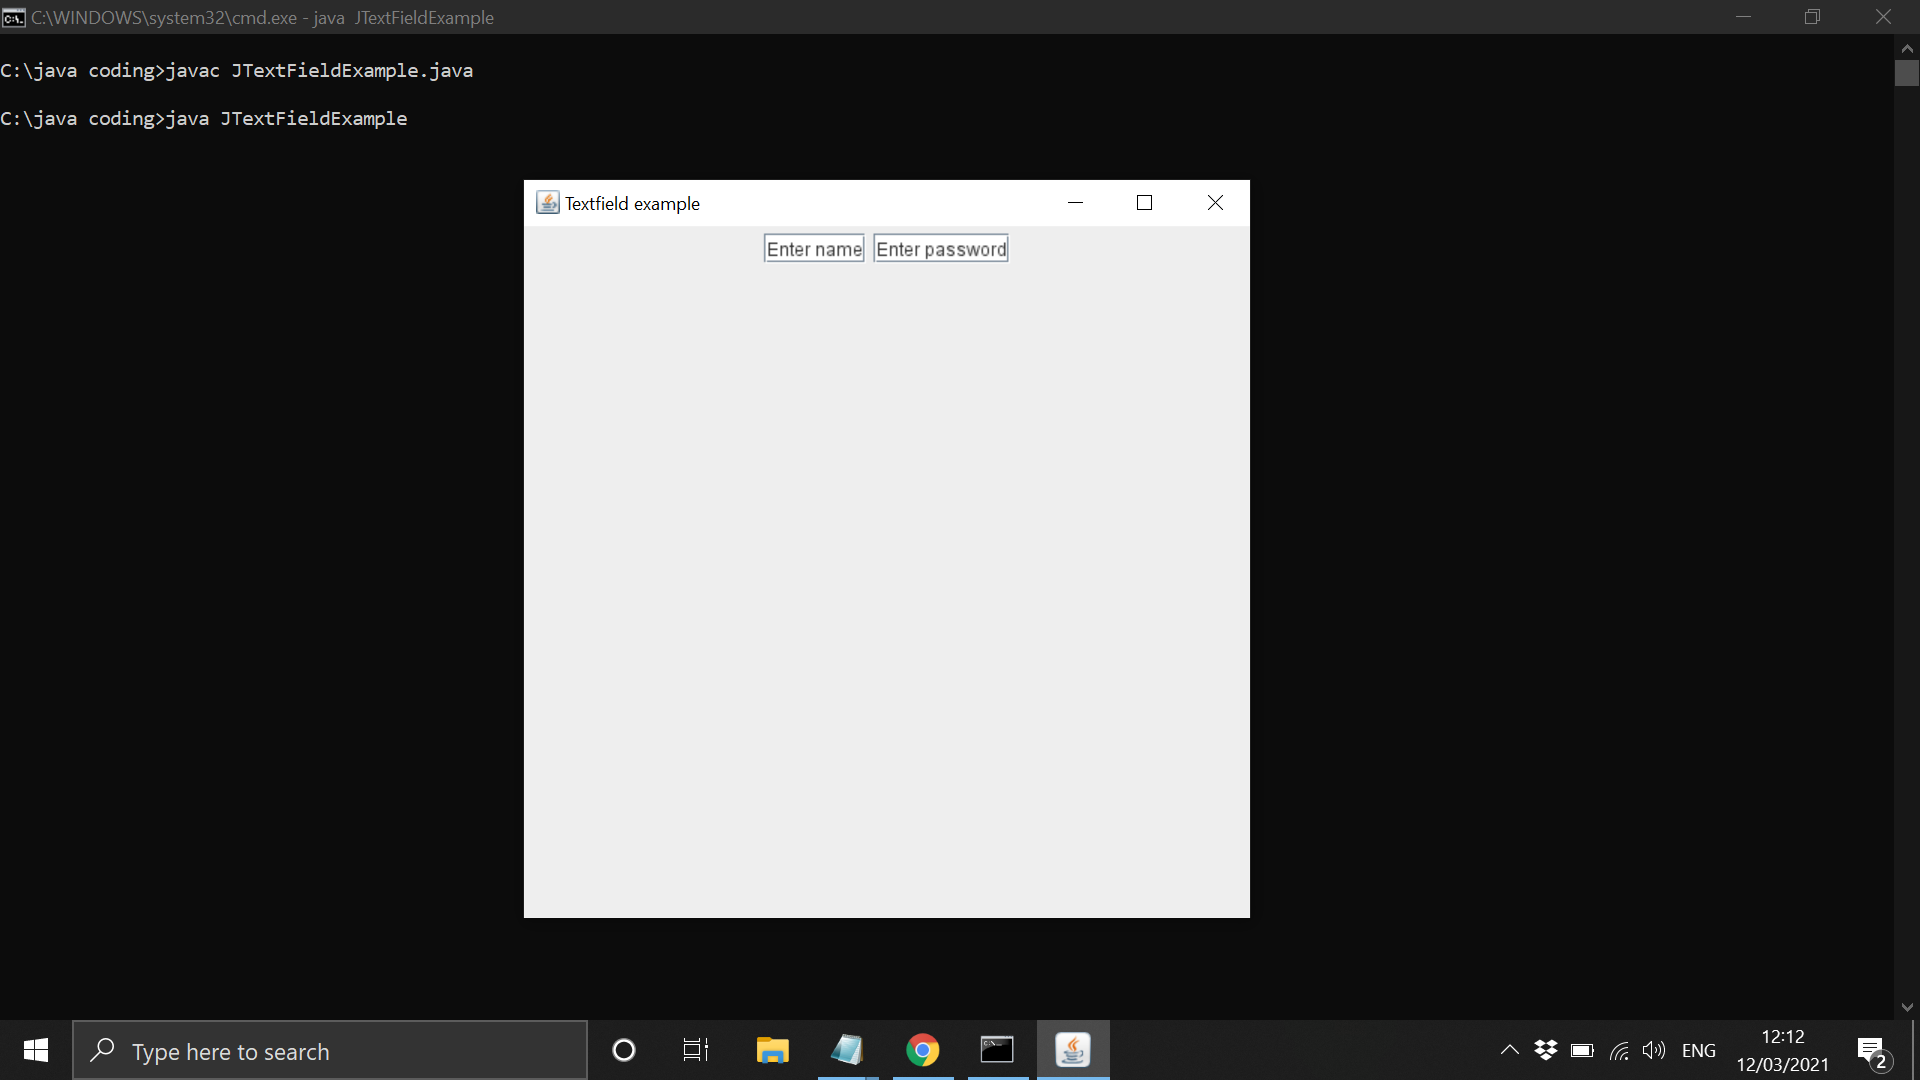 C:\WINDOWS\system32\cmd.exe - java  JTextFieldExample
C:\java coding>javac JTextFieldExample.java
C:\java coding>java JTextFieldExample
Textfield example
Enter name Enter password
Type here to search
ENG
12:12
12/03/2021
2